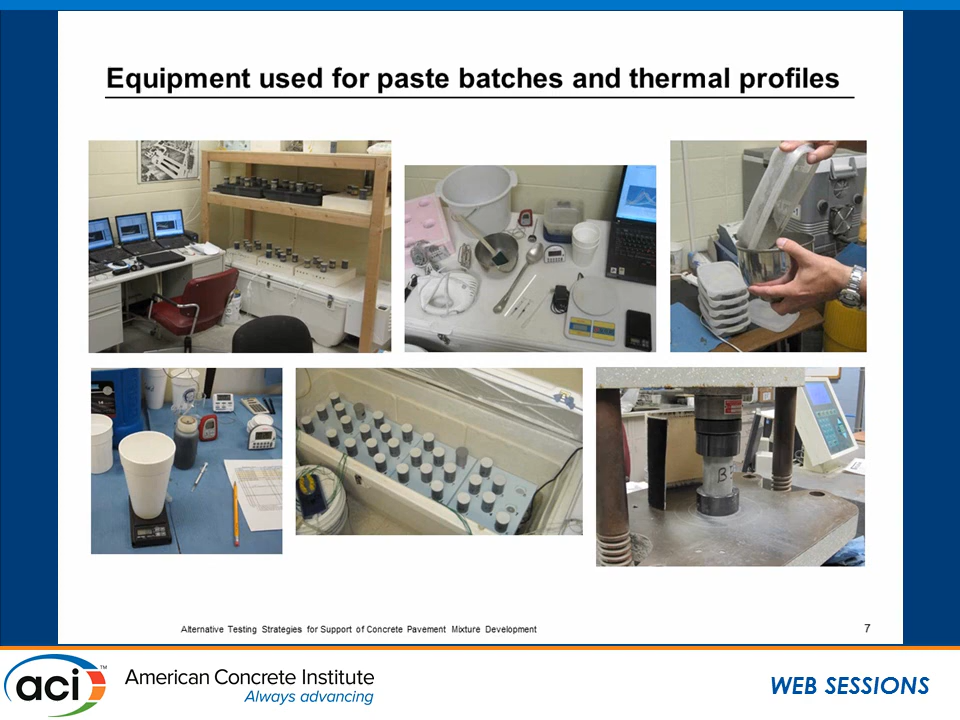 Equipment used for paste batches and thermal profiles
B
Alternative Testing Strategies for Support of Concrete Pavement Mixture Development
7
aci
TM
American Concrete Institute
Always advancing
WEB SESSIONS